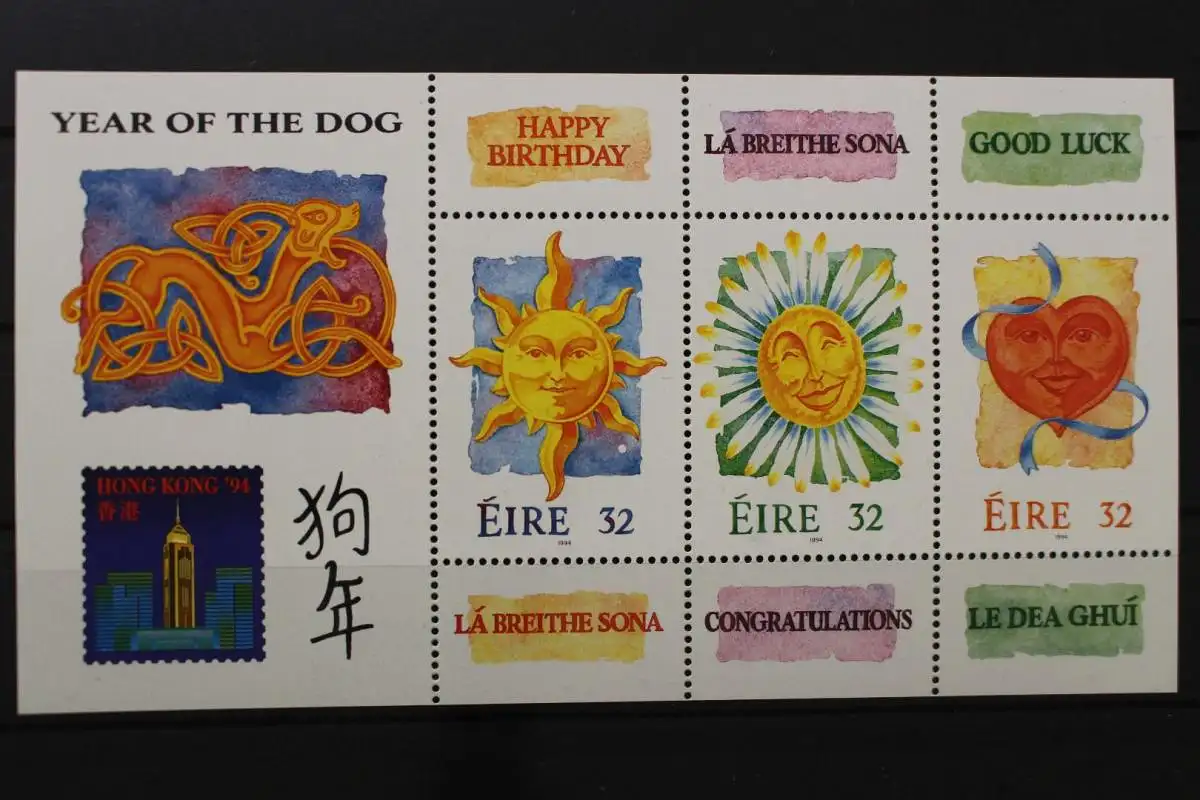 YEAR OF THE DOG
HONG KONG '94
香港
狗
年
HAPPY
BIRTHDAY
LÁ BREITHE SONA
GOOD LUCK
ÉIRE 32
1994
ÉIRE 32
1994
ÉIRE 32
1994
LÁ BREITHE SONA
CONGRATULATIONS
LE DEA GHUÍ